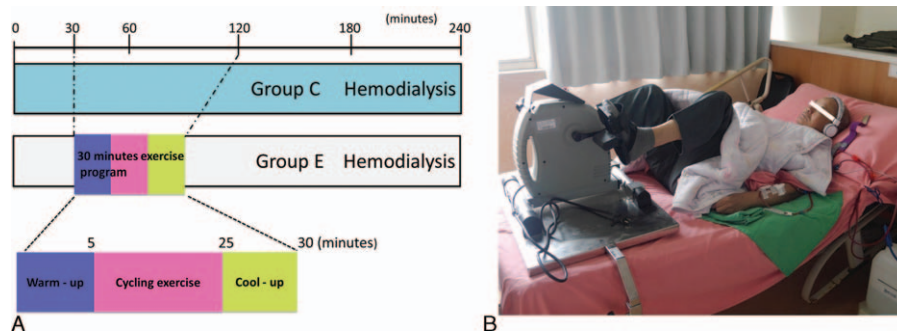 (minutes)
0 30 60 120 180 240
Group C Hemodialysis
30 minutes exercise
program
Group E Hemodialysis
5 25 30 (minutes)
Warm - up Cycling exercise Cool - up
A B